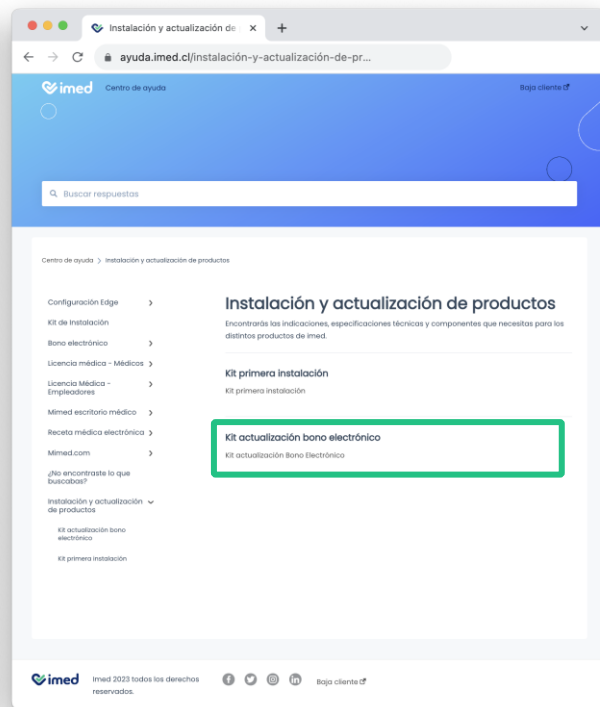 Instalación y actualización de
ayuda.imed.cl/instalación-y-actualización-de-pr...
imed
Centro de ayuda
Baja cliente
Buscar respuestas
Centro de ayuda > Instalación y actualización de productos
Configuración Edge
Kit de Instalación
Bono electrónico
Licencia médica - Médicos
Licencia Médica -
Empleadores
Mimed escritorio médico
Receta médica electrónica
Mimed.com
¿No encontraste lo que
buscabas?
Instalación y actualización
de productos
Kit actualización bono
electrónico
Kit primera instalación
Instalación y actualización de productos
Encontrarás las indicaciones, especificaciones técnicas y componentes que necesitas para los
distintos productos de imed.
Kit primera instalación
Kit primera instalación
Kit actualización bono electrónico
Kit actualización Bono Electrónico
imed
Imed 2023 todos los derechos
reservados.
Baja cliente